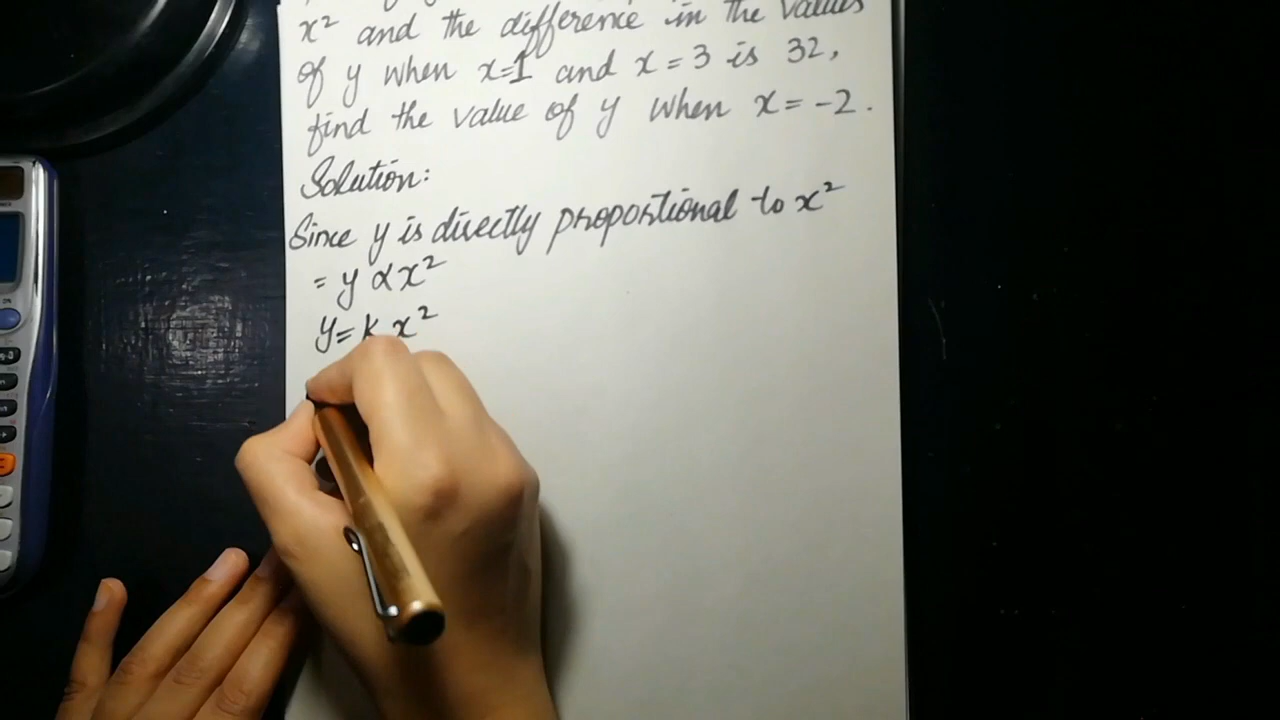 x² and the difference in the values
of y when x=1 and x = 3 is 32,
find the value of y when x = -2.
Solution:
Since y is directly proportional to x²
= y ∝ x²
y = k x²